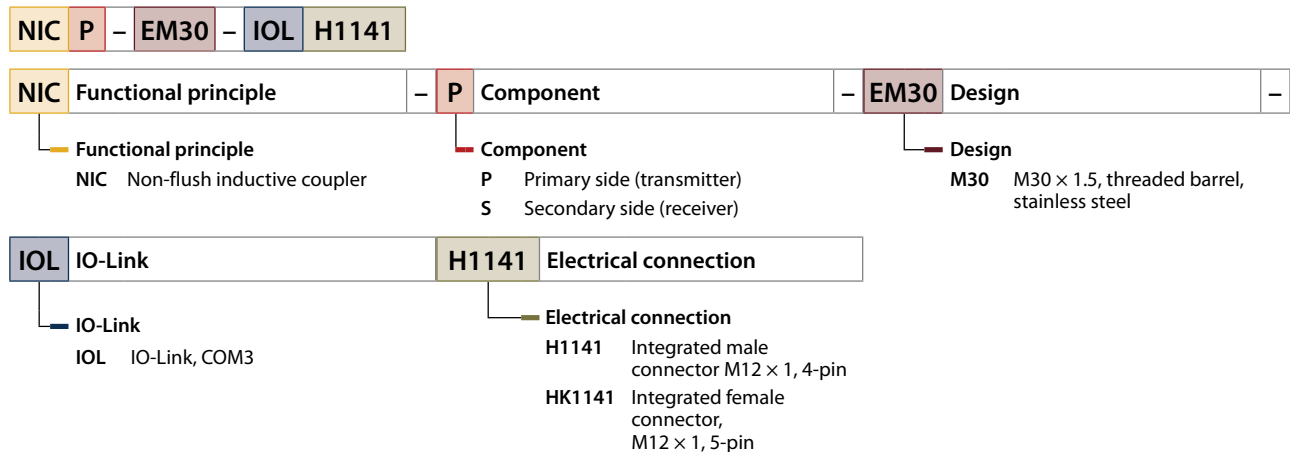 NIC P – EM30 – IOL H1141
NIC Functional principle – P Component – EM30 Design –
Functional principle
NIC Non-flush inductive coupler
Component
P Primary side (transmitter)
S Secondary side (receiver)
Design
M30 M30 × 1.5, threaded barrel,
stainless steel
IOL IO-Link H1141 Electrical connection
IO-Link
IOL IO-Link, COM3
Electrical connection
H1141 Integrated male
connector M12 × 1, 4-pin
HK1141 Integrated female
connector,
M12 × 1, 5-pin